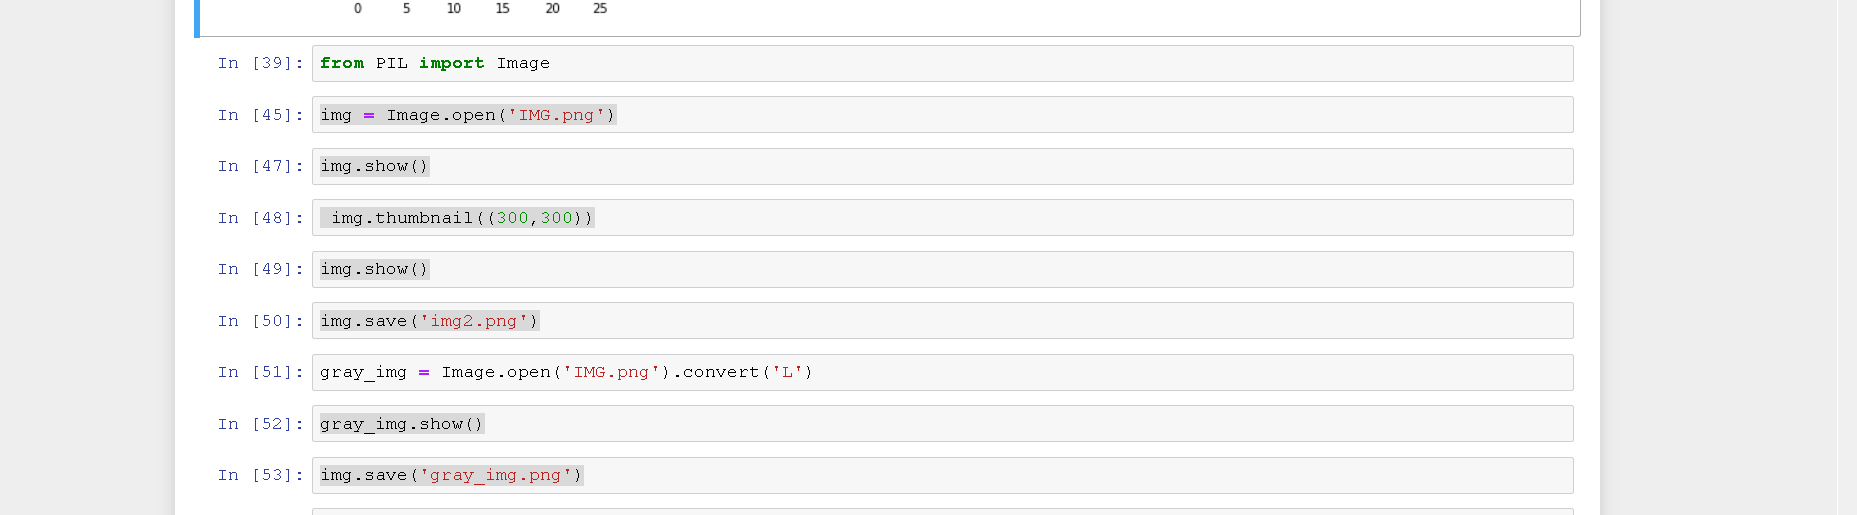 0 5 10 15 20 25
In [39]: from PIL import Image
In [45]: img = Image.open('IMG.png')
In [47]: img.show()
In [48]:  img.thumbnail((300,300))
In [49]: img.show()
In [50]: img.save('img2.png')
In [51]: gray_img = Image.open('IMG.png').convert('L')
In [52]: gray_img.show()
In [53]: img.save('gray_img.png')